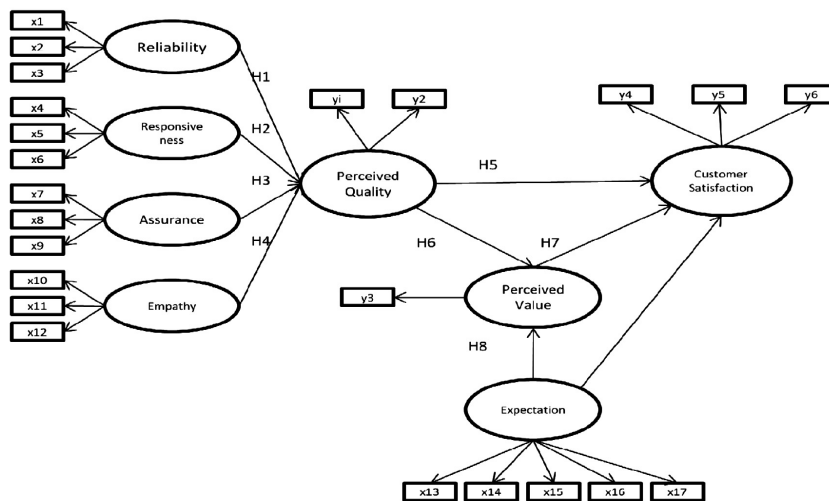 x1
x2
x3
Reliability
H1
x4
x5
x6
Responsive
ness
H2
x7
x8
x9
Assurance
H3
x10
x11
x12
Empathy
H4
yi
y2
Perceived
Quality
H5
H6
H7
y4
y5
y6
Customer
Satisfaction
y3
Perceived
Value
H8
Expectation
x13
x14
x15
x16
x17